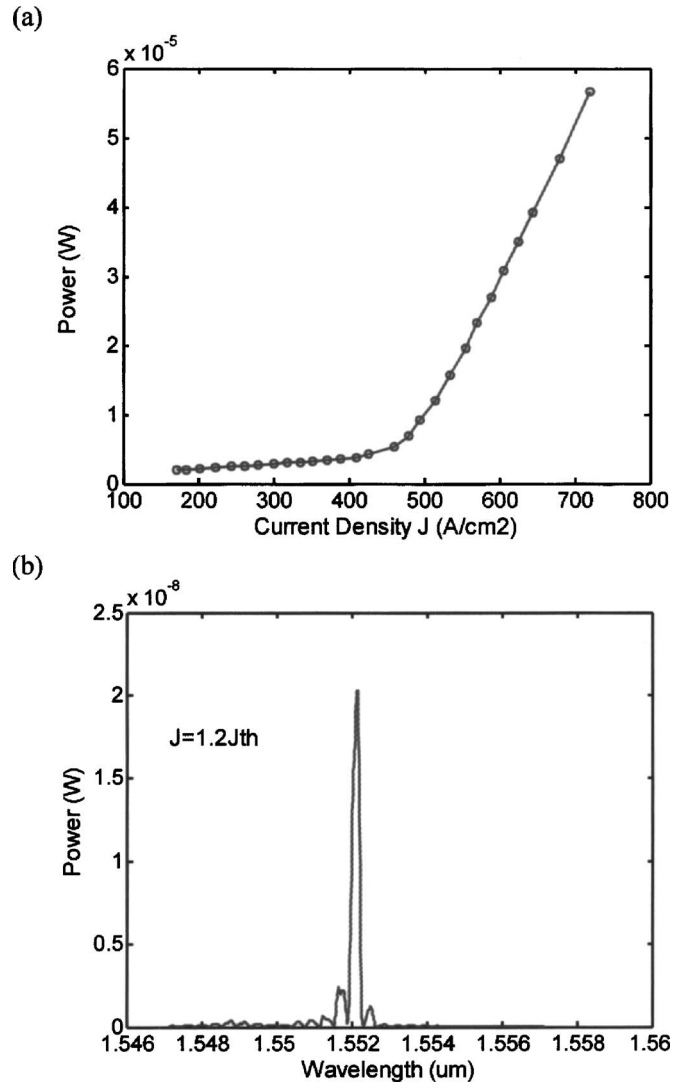 (a)
x 10-5
6
5
4
3
2
1
0
100 200 300 400 500 600 700 800
Power (W)
Current Density J (A/cm2)
(b)
x 10-8
2.5
2
1.5
1
0.5
0
J=1.2Jth
1.546 1.548 1.55 1.552 1.554 1.556 1.558 1.56
Power (W)
Wavelength (um)